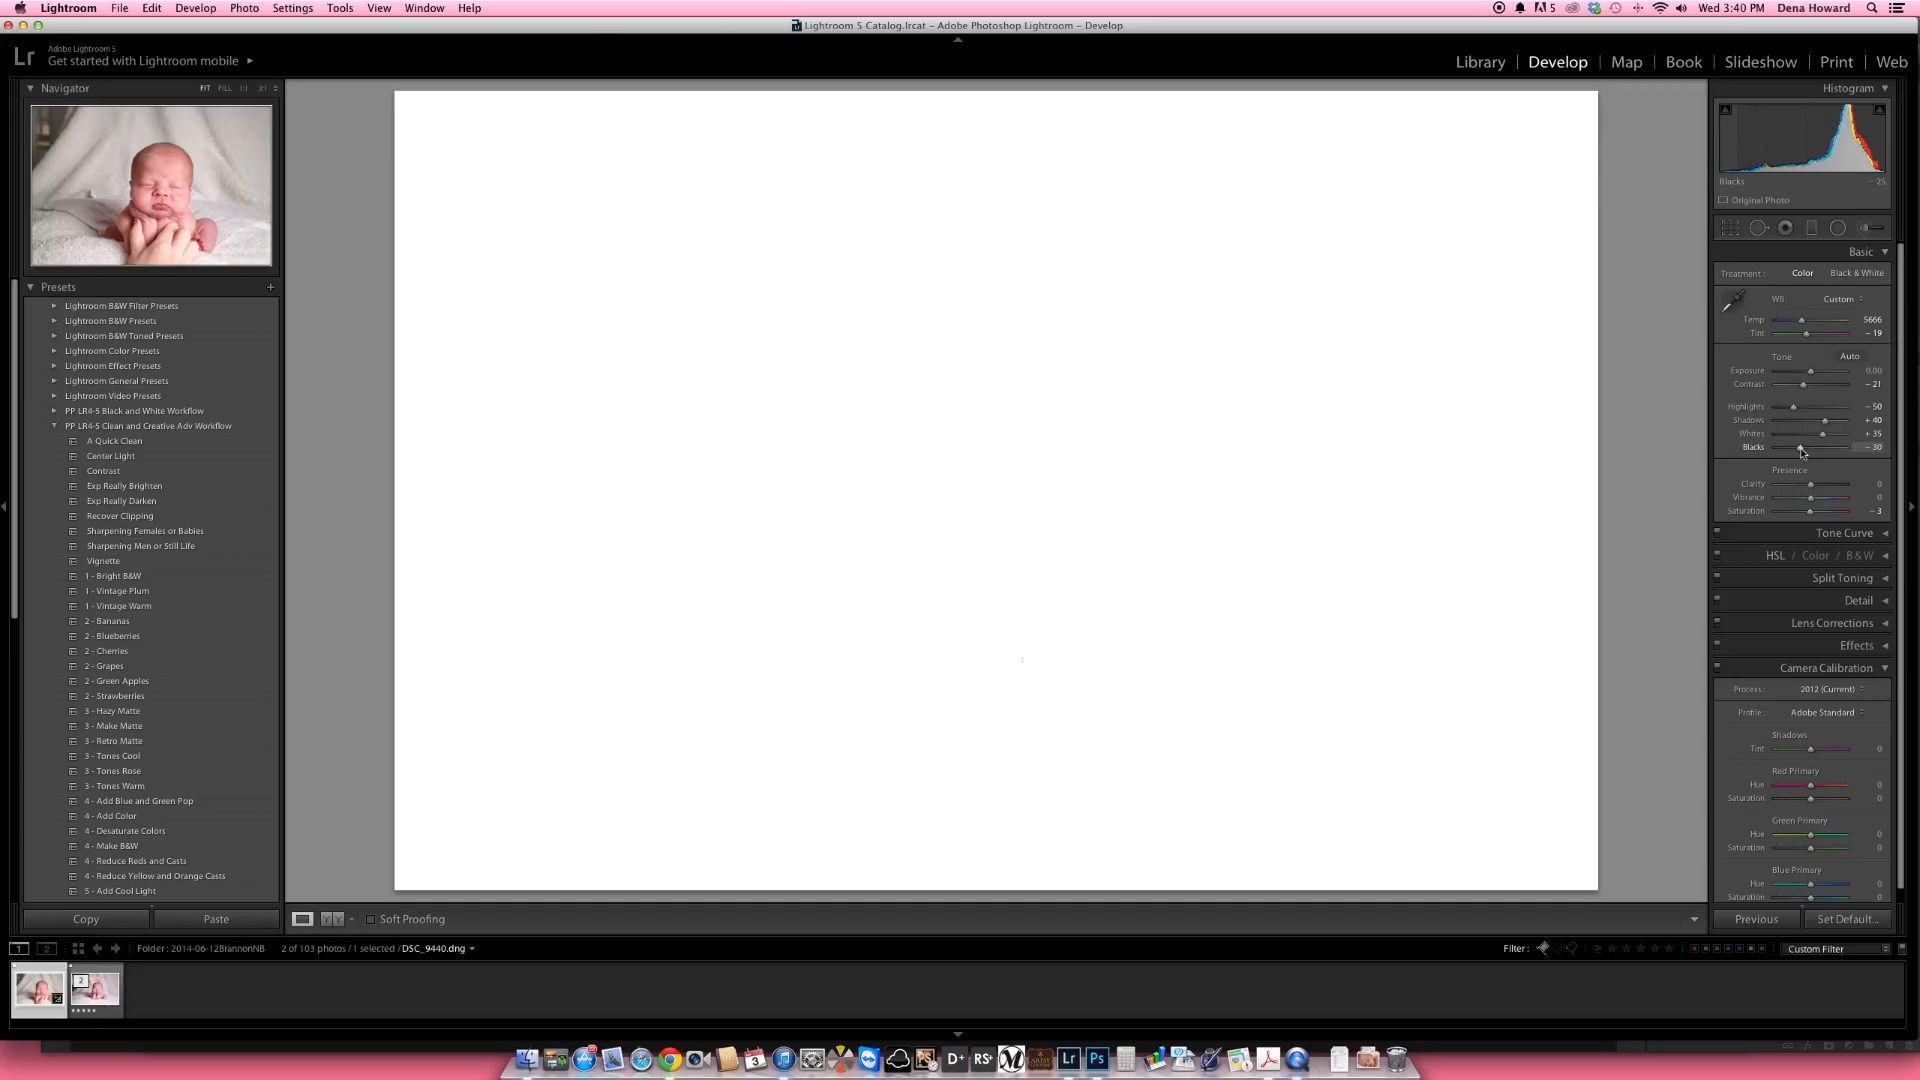 Lightroom File Edit Develop Photo Settings Tools View Window Help 5 Wed 3:40 PM Dena Howard
Lightroom 5 Catalog.lrcat - Adobe Photoshop Lightroom - Develop
Lr Adobe Lightroom 5
Get started with Lightroom mobile
Library | Develop | Map | Book | Slideshow | Print | Web
Navigator FIT FILL 1:1 3:1
Presets +
Lightroom B&W Filter Presets
Lightroom B&W Presets
Lightroom B&W Toned Presets
Lightroom Color Presets
Lightroom Effect Presets
Lightroom General Presets
Lightroom Video Presets
PP LR4-5 Black and White Workflow
PP LR4-5 Clean and Creative Adv Workflow
A Quick Clean
Center Light
Contrast
Exp Really Brighten
Exp Really Darken
Recover Clipping
Sharpening Females or Babies
Sharpening Men or Still Life
Vignette
1 - Bright B&W
1 - Vintage Plum
1 - Vintage Warm
2 - Bananas
2 - Blueberries
2 - Cherries
2 - Grapes
2 - Green Apples
2 - Strawberries
3 - Hazy Matte
3 - Make Matte
3 - Retro Matte
3 - Tones Cool
3 - Tones Rose
3 - Tones Warm
4 - Add Blue and Green Pop
4 - Add Color
4 - Desaturate Colors
4 - Make B&W
4 - Reduce Reds and Casts
4 - Reduce Yellow and Orange Casts
5 - Add Cool Light
Copy Paste
Histogram
Blacks - 25
Original Photo
Basic
Treatment : Color Black & White
WB: Custom
Temp 5666
Tint - 19
Tone Auto
Exposure 0.00
Contrast - 21
Highlights - 50
Shadows + 40
Whites + 35
Blacks - 30
Presence
Clarity 0
Vibrance 0
Saturation - 3
Tone Curve
HSL / Color / B & W
Split Toning
Detail
Lens Corrections
Effects
Camera Calibration
Process : 2012 (Current)
Profile : Adobe Standard
Shadows
Tint 0
Red Primary
Hue 0
Saturation 0
Green Primary
Hue 0
Saturation 0
Blue Primary
Hue 0
Saturation 0
Previous Set Default...
Soft Proofing
1 2 Folder : 2014-06-12BrannonNB 2 of 103 photos / 1 selected / DSC_9440.dng Filter : Custom Filter
2
3 D+ RS+ Lr Ps